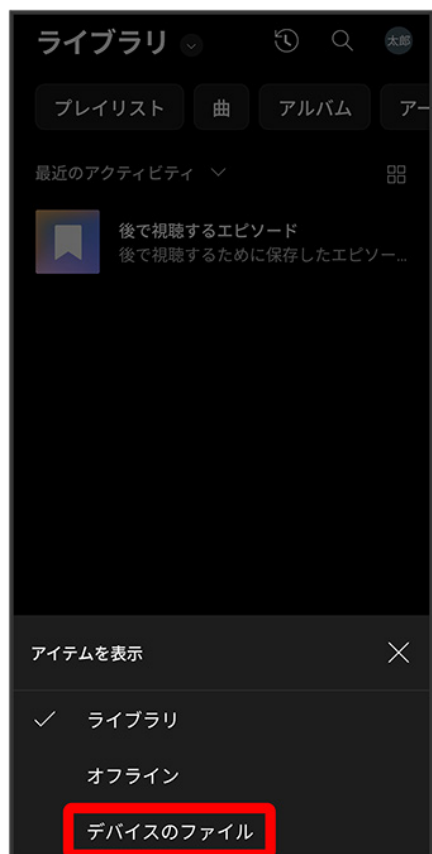 ライブラリ
太郎
プレイリスト 曲 アルバム アー
最近のアクティビティ
後で視聴するエピソード
後で視聴するために保存したエピソー...
アイテムを表示
ライブラリ
オフライン
デバイスのファイル